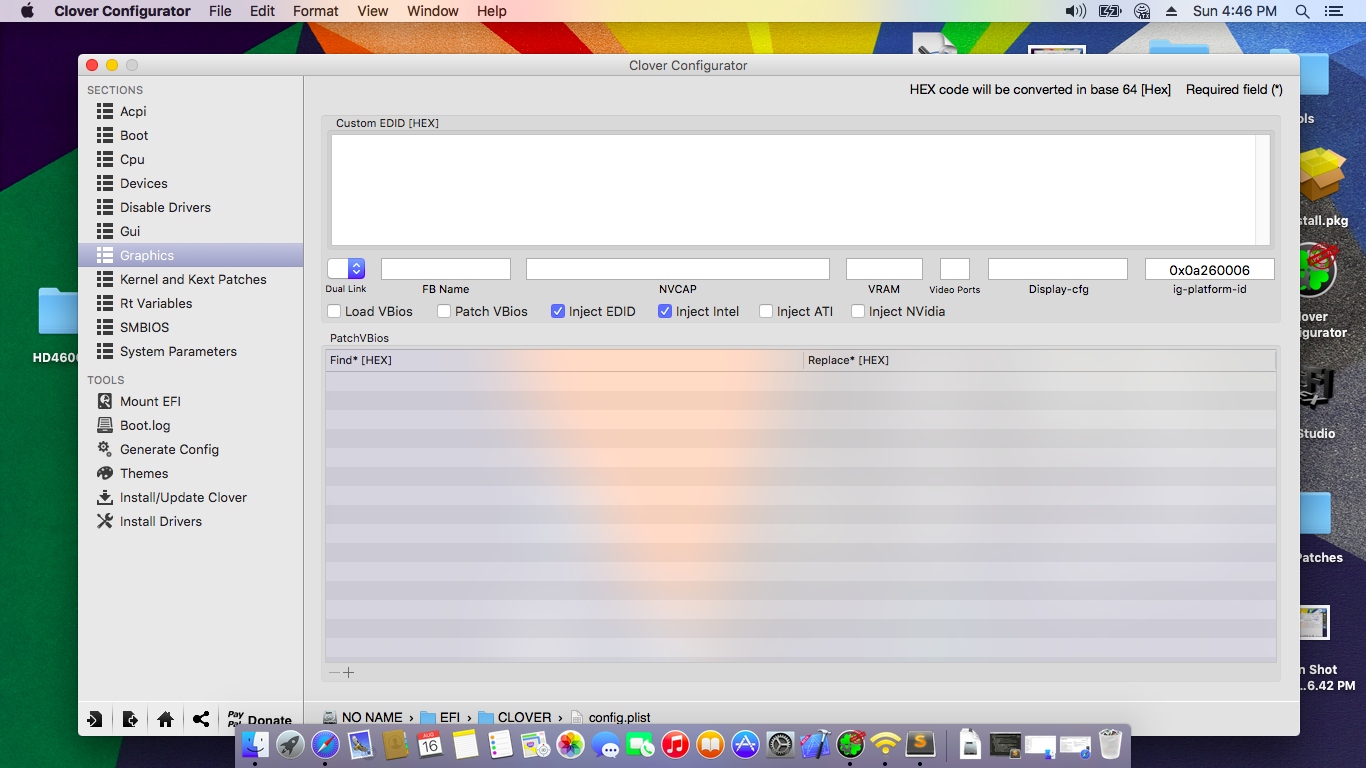 Clover Configurator File Edit Format View Window Help Sun 4:46 PM
Clover Configurator
SECTIONS
Acpi
Boot
Cpu
Devices
Disable Drivers
Gui
Graphics
Kernel and Kext Patches
Rt Variables
SMBIOS
System Parameters
TOOLS
Mount EFI
Boot.log
Generate Config
Themes
Install/Update Clover
Install Drivers
Pay
Donate
HEX code will be converted in base 64 [Hex] Required field (*)
Custom EDID [HEX]
0x0a260006
Dual Link FB Name NVCAP VRAM Video Ports Display-cfg ig-platform-id
Load VBios Patch VBios Inject EDID Inject Intel Inject ATI Inject NVidia
PatchVBios
Find* [HEX] Replace* [HEX]
NO NAME › EFI › CLOVER › config.plist
HD460
ols
stall.pkg
lover
gurator
Studio
Patches
n Shot
...6.42 PM
AUG
16